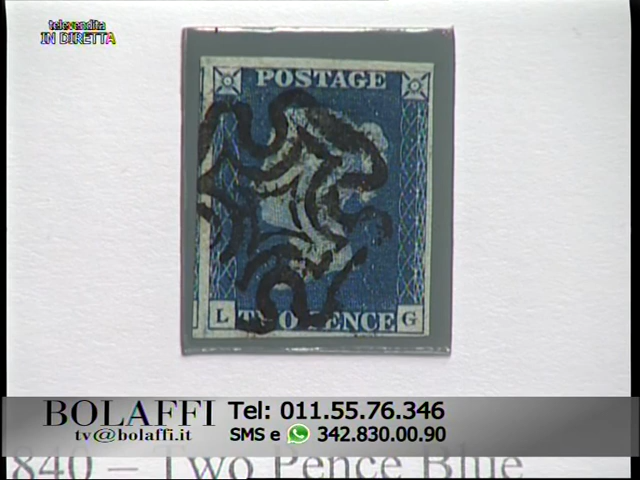 televendita
IN DIRETTA
POSTAGE
L TWO PENCE G
BOLAFFI
tv@bolaffi.it
Tel: 011.55.76.346
SMS e 342.830.00.90
840 – Two Pence Blue